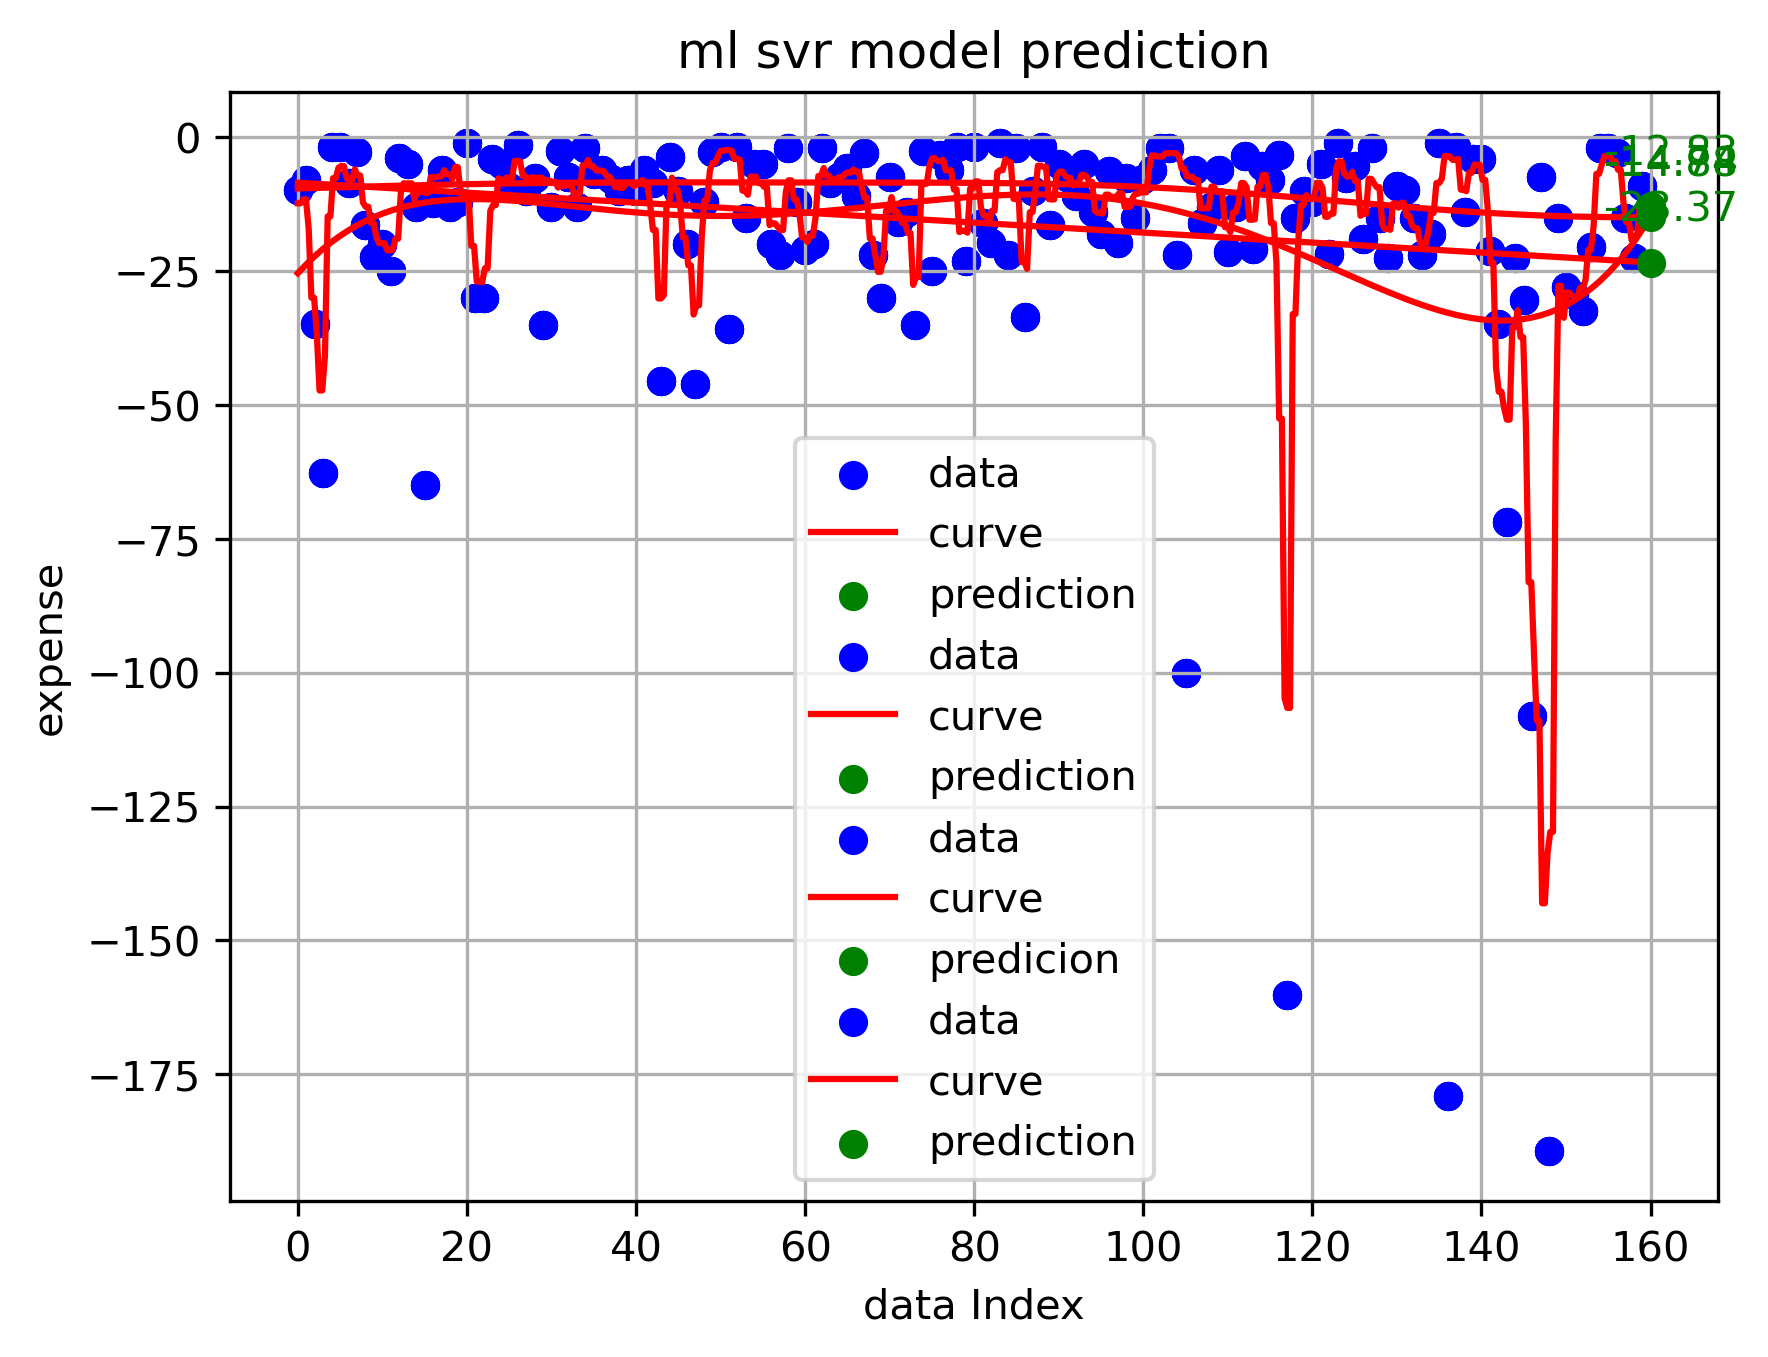 ml svr model prediction
0
−25
−50
−75
−100
−125
−150
−175
expense
data
curve
prediction
data
curve
prediction
data
curve
predicion
data
curve
prediction
0 20 40 60 80 100 120 140 160
data Index